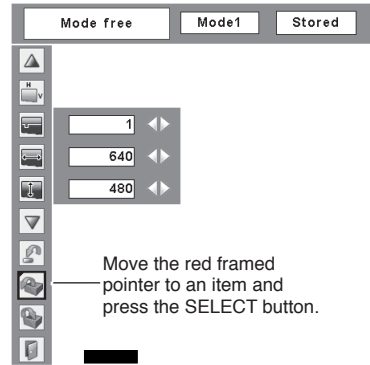 Mode free Mode1 Stored
H
V
1
640
480
Move the red framed
pointer to an item and
press the SELECT button.